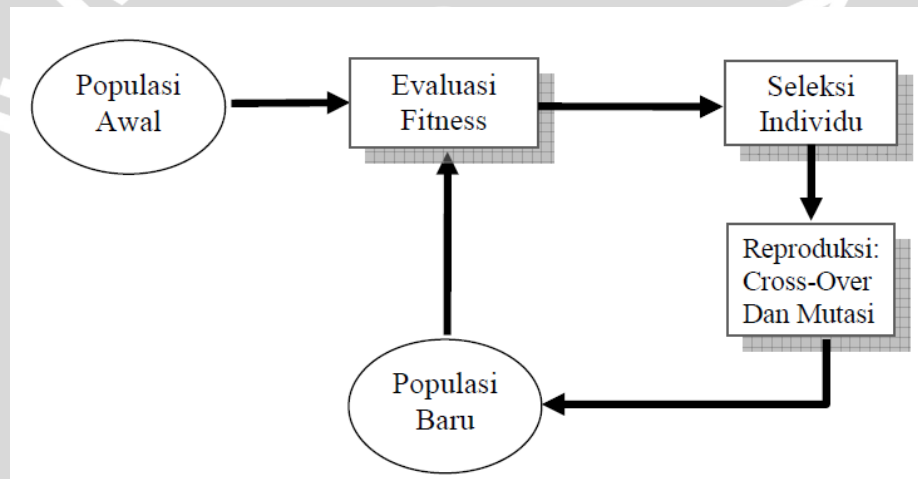 Populasi
Awal
Evaluasi
Fitness
Seleksi
Individu
Reproduksi:
Cross-Over
Dan Mutasi
Populasi
Baru